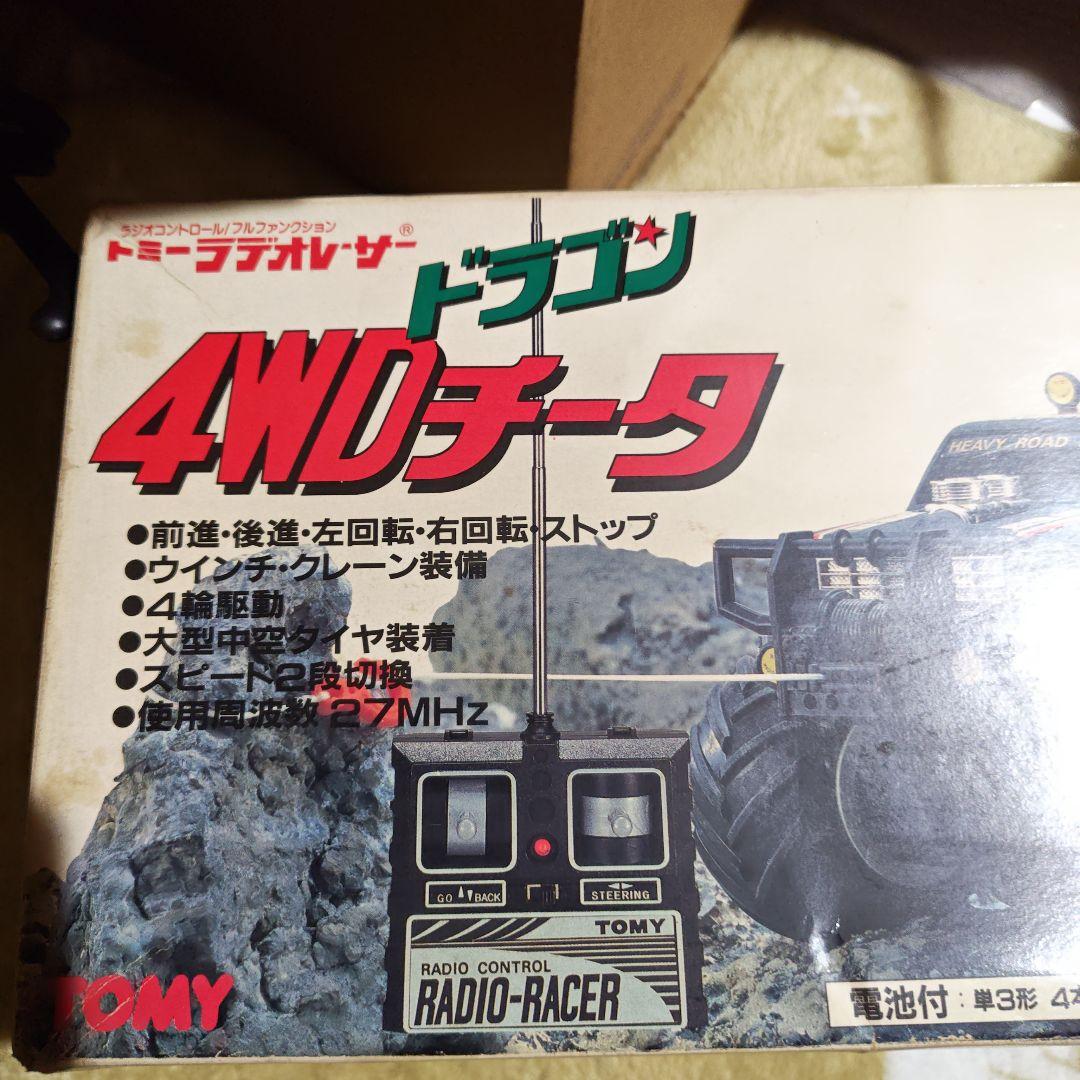 ラジオコントロール/フルファンクション
トミーラデオレーサー®
ドラゴン
4WDチータ
●前進・後進・左回転・右回転・ストップ
●ウインチ・クレーン装備
●4輪駆動
●大型中空タイヤ装着
●スピード2段切換
●使用周波数 27MHz
HEAVY ROAD
GO ▲▼ BACK
◀▶
STEERING
TOMY
RADIO CONTROL
RADIO-RACER
TOMY
電池付:単3形 4本